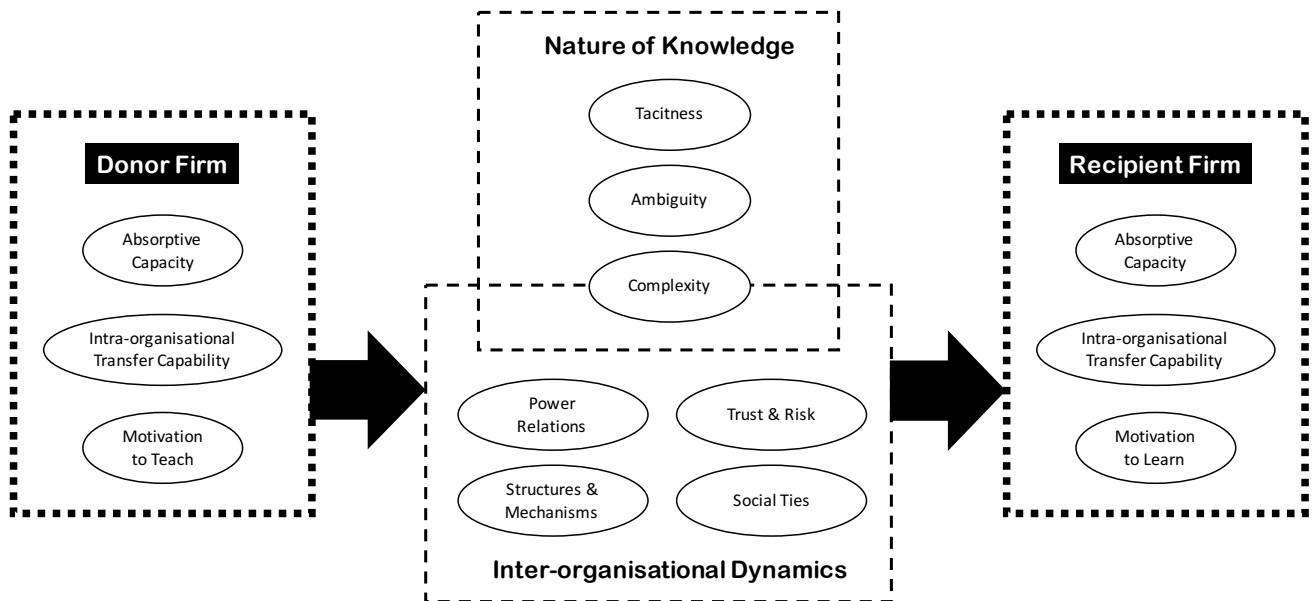 Nature of Knowledge
Tacitness
Ambiguity
Complexity
Donor Firm
Absorptive
Capacity
Intra-organisational
Transfer Capability
Motivation
to Teach
Power
Relations
Trust & Risk
Structures &
Mechanisms
Social Ties
Inter-organisational Dynamics
Recipient Firm
Absorptive
Capacity
Intra-organisational
Transfer Capability
Motivation
to Learn